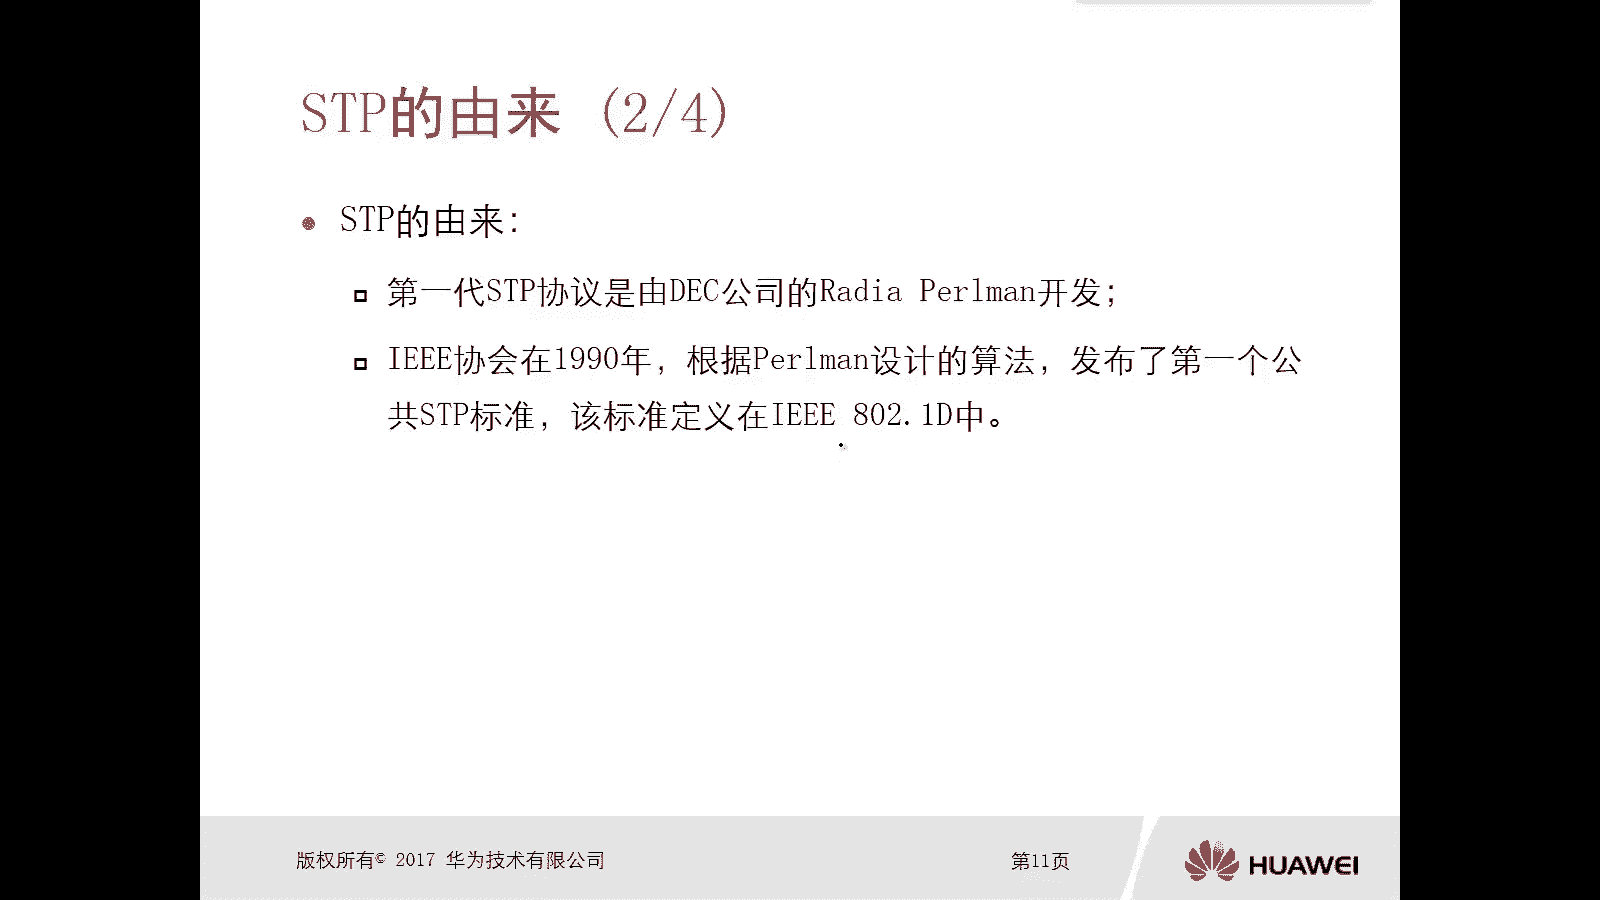 STP的由来 (2/4)
STP的由来：
第一代STP协议是由DEC公司的Radia Perlman开发；
IEEE协会在1990年，根据Perlman设计的算法，发布了第一个公
共STP标准，该标准定义在IEEE 802.1D中。
版权所有© 2017 华为技术有限公司
第11页
HUAWEI